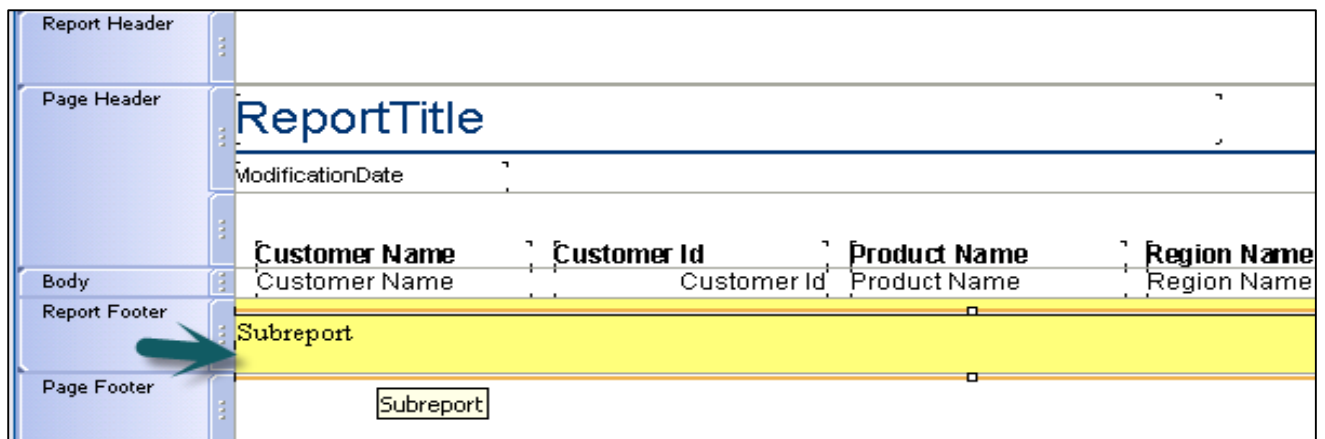 Report Header
Page Header
ReportTitle
ModificationDate
Customer Name Customer Id Product Name Region Name
Body Customer Name Customer Id Product Name Region Name
Report Footer
Subreport
Page Footer
Subreport